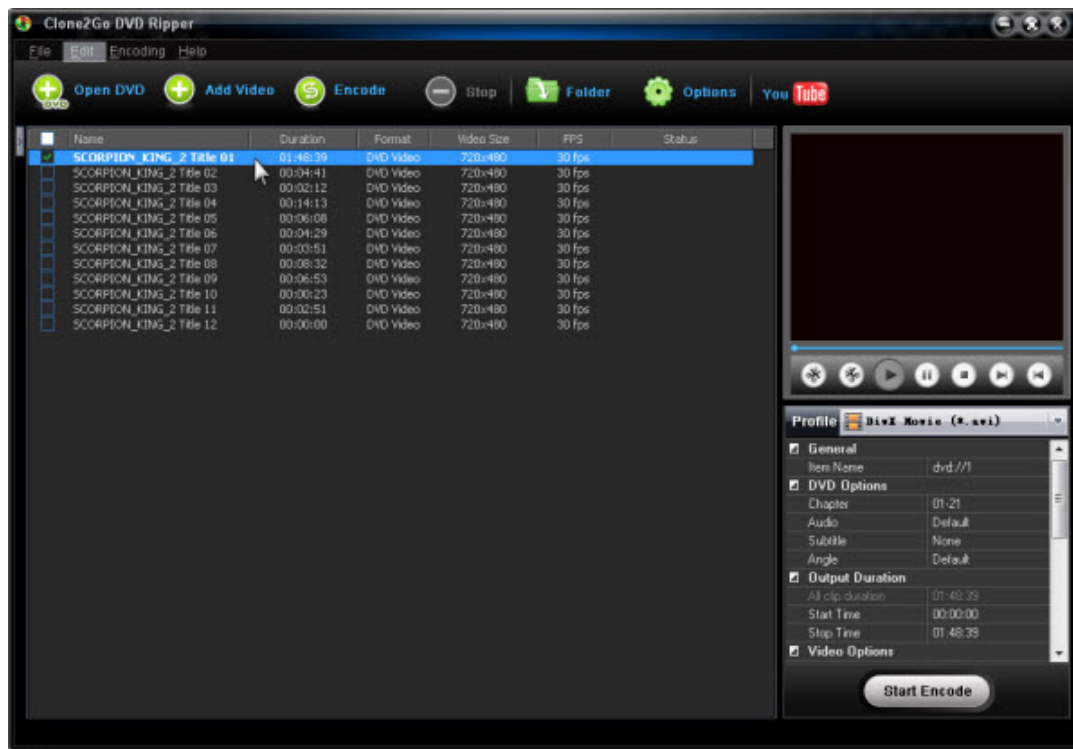 Clone2Go DVD Ripper
File Edit Encoding Help
DVD Open DVD Add Video Encode Stop Folder Options YouTube
Name Duration Format Video Size FPS Status
SCORPION_KING_2 Title 01 01:48:39 DVD Video 720x480 30 fps
SCORPION_KING_2 Title 02 00:04:41 DVD Video 720x480 30 fps
SCORPION_KING_2 Title 03 00:02:12 DVD Video 720x480 30 fps
SCORPION_KING_2 Title 04 00:14:13 DVD Video 720x480 30 fps
SCORPION_KING_2 Title 05 00:06:08 DVD Video 720x480 30 fps
SCORPION_KING_2 Title 06 00:04:29 DVD Video 720x480 30 fps
SCORPION_KING_2 Title 07 00:03:51 DVD Video 720x480 30 fps
SCORPION_KING_2 Title 08 00:08:32 DVD Video 720x480 30 fps
SCORPION_KING_2 Title 09 00:06:53 DVD Video 720x480 30 fps
SCORPION_KING_2 Title 10 00:00:23 DVD Video 720x480 30 fps
SCORPION_KING_2 Title 11 00:02:51 DVD Video 720x480 30 fps
SCORPION_KING_2 Title 12 00:00:00 DVD Video 720x480 30 fps
Profile DivX Movie (*.avi)
General
Item Name dvd://1
DVD Options
Chapter 01-21
Audio Default
Subtitle None
Angle Default
Output Duration
All clip duration 01:48:39
Start Time 00:00:00
Stop Time 01:48:39
Video Options
Start Encode